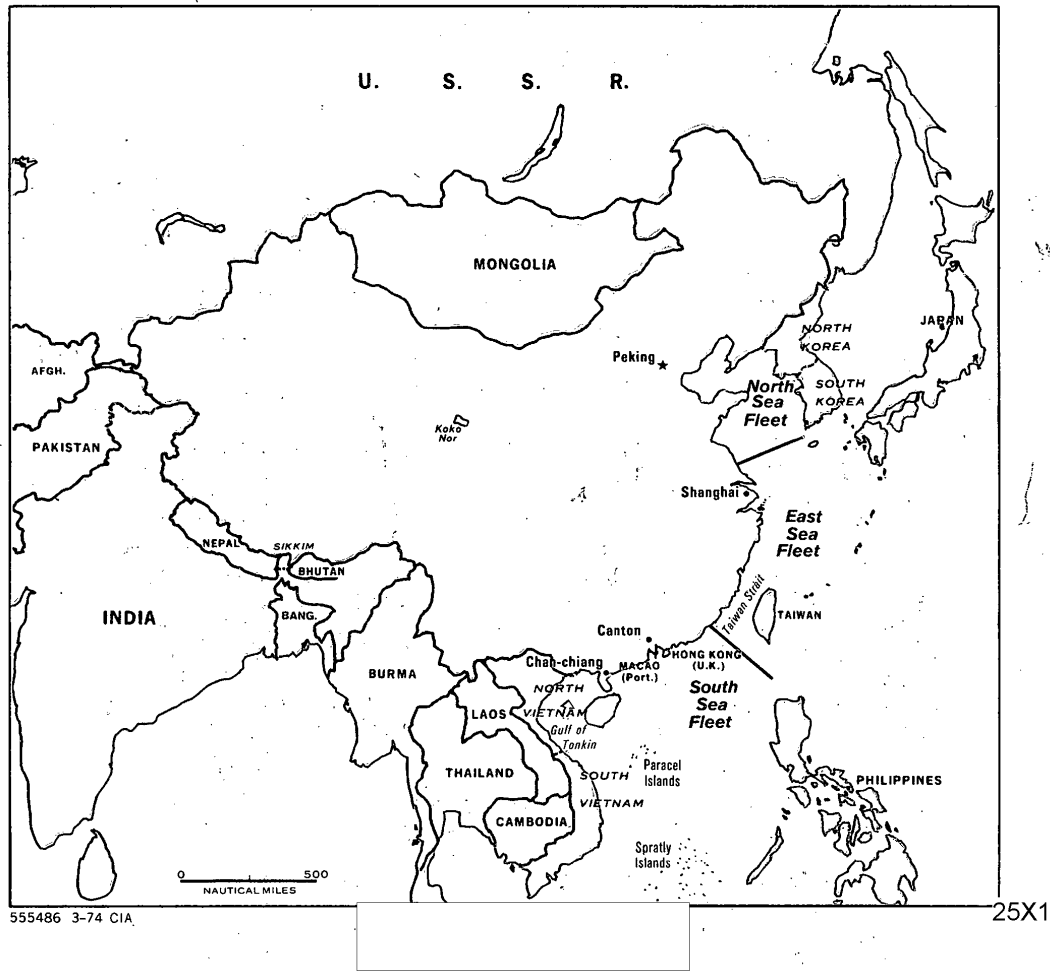 U. S. S. R.
MONGOLIA
JAPAN
NORTH
KOREA
Peking
AFGH.
North
Sea
Fleet
SOUTH
KOREA
Koko
Nor
PAKISTAN
Shanghai
East
Sea
Fleet
NEPAL
SIKKIM
BHUTAN
Taiwan Strait
INDIA
BANG.
TAIWAN
Canton
HONG KONG
(U.K.)
Chan-chiang
MACAO
(Port.)
BURMA
NORTH
VIETNAM
South
Sea
Fleet
LAOS
Gulf of
Tonkin
THAILAND
SOUTH
VIETNAM
Paracel
Islands
PHILIPPINES
CAMBODIA
Spratly
Islands
0 500
NAUTICAL MILES
555486 3-74 CIA
25X1